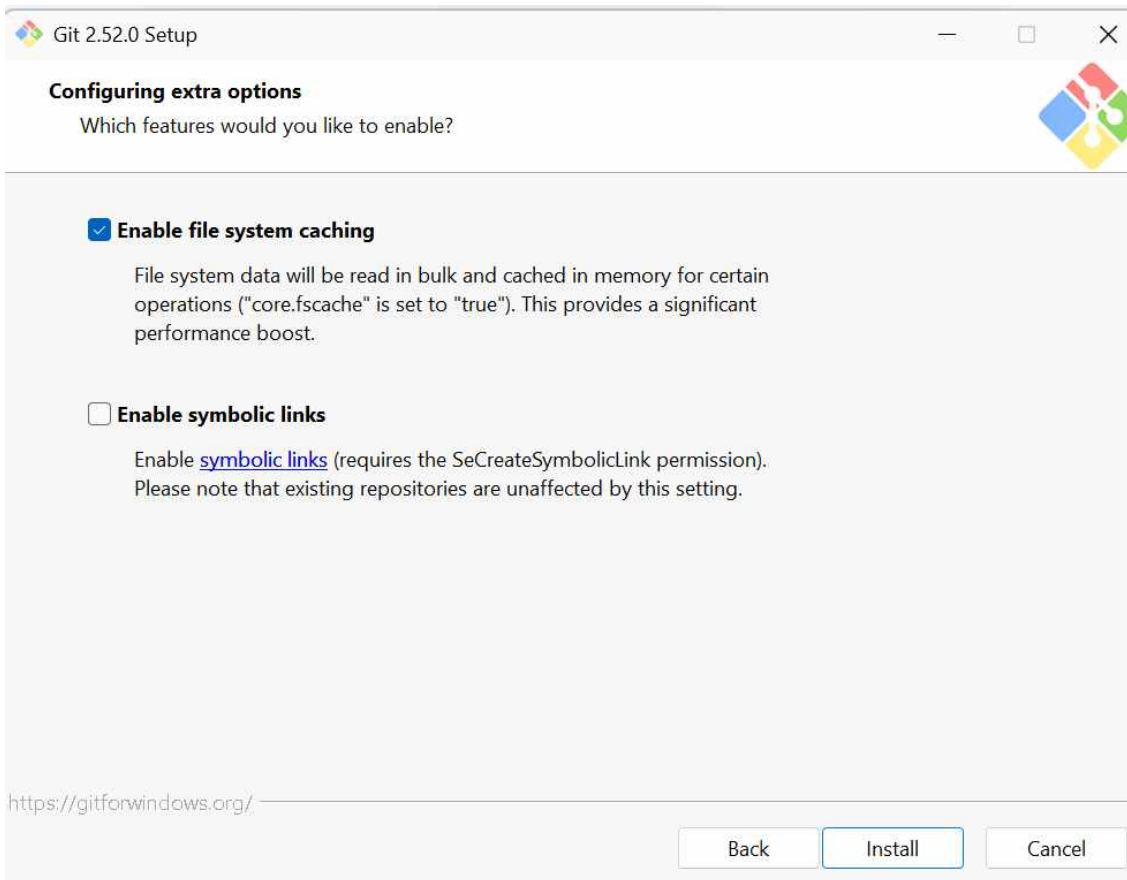 Git 2.52.0 Setup
Configuring extra options
Which features would you like to enable?
Enable file system caching
File system data will be read in bulk and cached in memory for certain
operations ("core.fscache" is set to "true"). This provides a significant
performance boost.
Enable symbolic links
Enable symbolic links (requires the SeCreateSymbolicLink permission).
Please note that existing repositories are unaffected by this setting.
https://gitforwindows.org/
Back Install Cancel